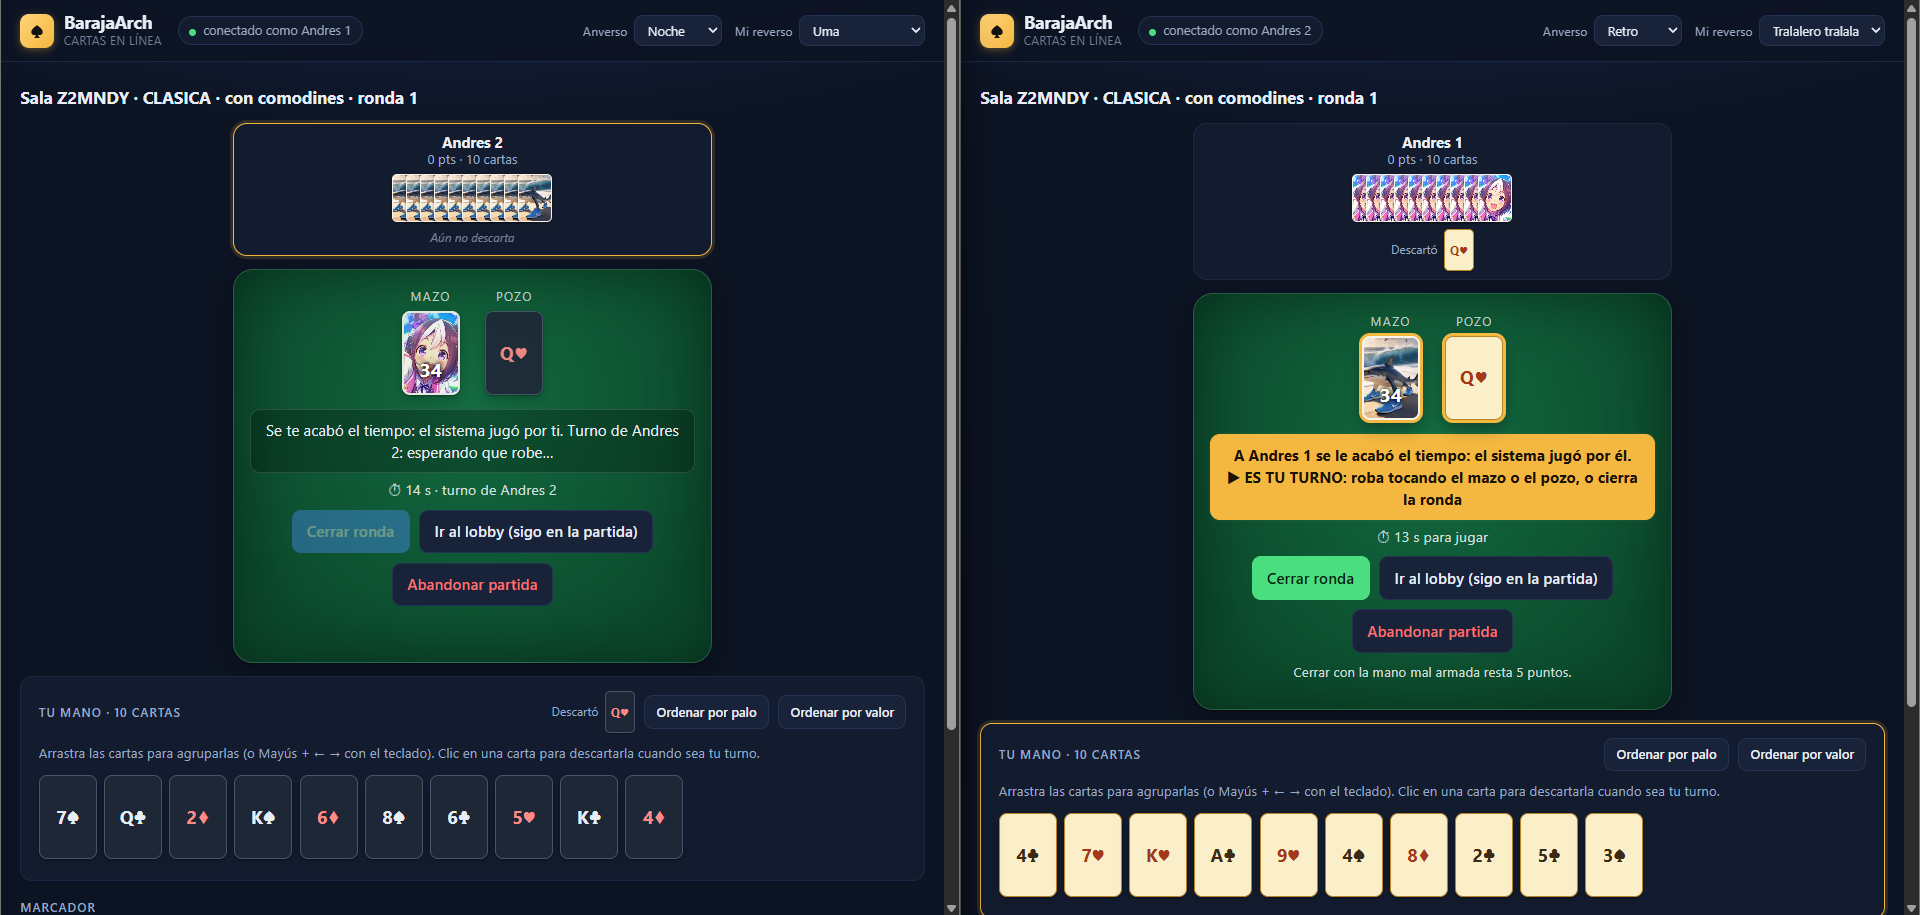 BarajaArch
CARTAS EN LÍNEA
conectado como Andres 1
Anverso
Noche
Mi reverso
Uma
Sala Z2MNDY · CLASICA · con comodines · ronda 1
Andres 2
0 pts · 10 cartas
Aún no descarta
MAZO
POZO
34
Q♥
Se te acabó el tiempo: el sistema jugó por ti. Turno de Andres
2: esperando que robe...
⏱ 14 s · turno de Andres 2
Cerrar ronda
Ir al lobby (sigo en la partida)
Abandonar partida
TU MANO · 10 CARTAS
Descartó
Q♥
Ordenar por palo
Ordenar por valor
Arrastra las cartas para agruparlas (o Mayús + ← → con el teclado). Clic en una carta para descartarla cuando sea tu turno.
7♠
Q♣
2♦
K♠
6♦
8♠
6♣
5♥
K♣
4♦
MARCADOR
BarajaArch
CARTAS EN LÍNEA
conectado como Andres 2
Anverso
Retro
Mi reverso
Tralalero tralala
Sala Z2MNDY · CLASICA · con comodines · ronda 1
Andres 1
0 pts · 10 cartas
Descartó
Q♥
MAZO
POZO
34
Q♥
A Andres 1 se le acabó el tiempo: el sistema jugó por él.
▶ ES TU TURNO: roba tocando el mazo o el pozo, o cierra
la ronda
⏱ 13 s para jugar
Cerrar ronda
Ir al lobby (sigo en la partida)
Abandonar partida
Cerrar con la mano mal armada resta 5 puntos.
TU MANO · 10 CARTAS
Ordenar por palo
Ordenar por valor
Arrastra las cartas para agruparlas (o Mayús + ← → con el teclado). Clic en una carta para descartarla cuando sea tu turno.
4♣
7♥
K♥
A♣
9♥
4♠
8♦
2♣
5♣
3♠